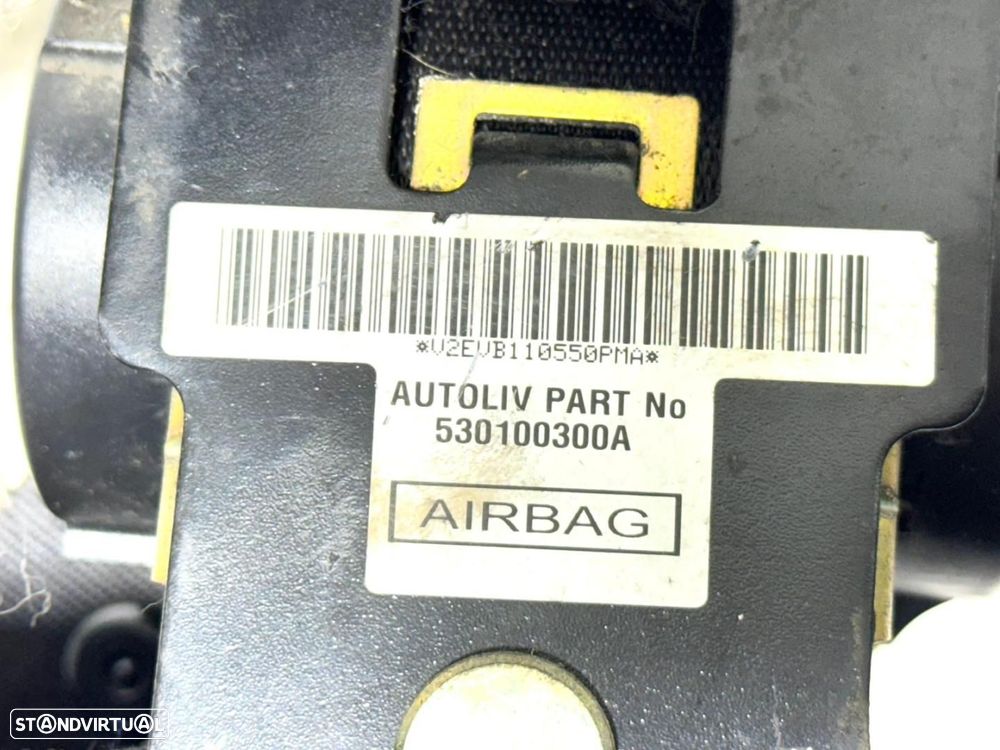 *V2EVB110550PMA*
AUTOLIV PART No
530100300A
AIRBAG
STANDVIRTUAL